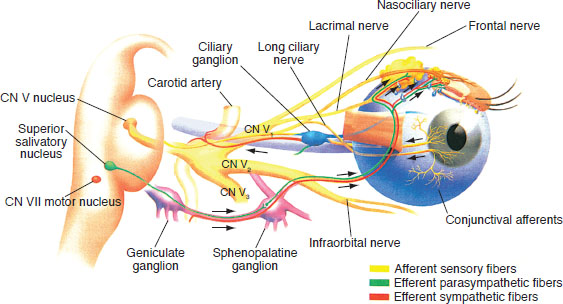 Nasociliary nerve
Lacrimal nerve
Frontal nerve
Ciliary
ganglion
Long ciliary
nerve
Carotid artery
CN V nucleus
CN V1
Superior
salivatory
nucleus
CN V2
CN V3
CN VII motor nucleus
Conjunctival afferents
Infraorbital nerve
Geniculate
ganglion
Sphenopalatine
ganglion
Afferent sensory fibers
Efferent parasympathetic fibers
Efferent sympathetic fibers